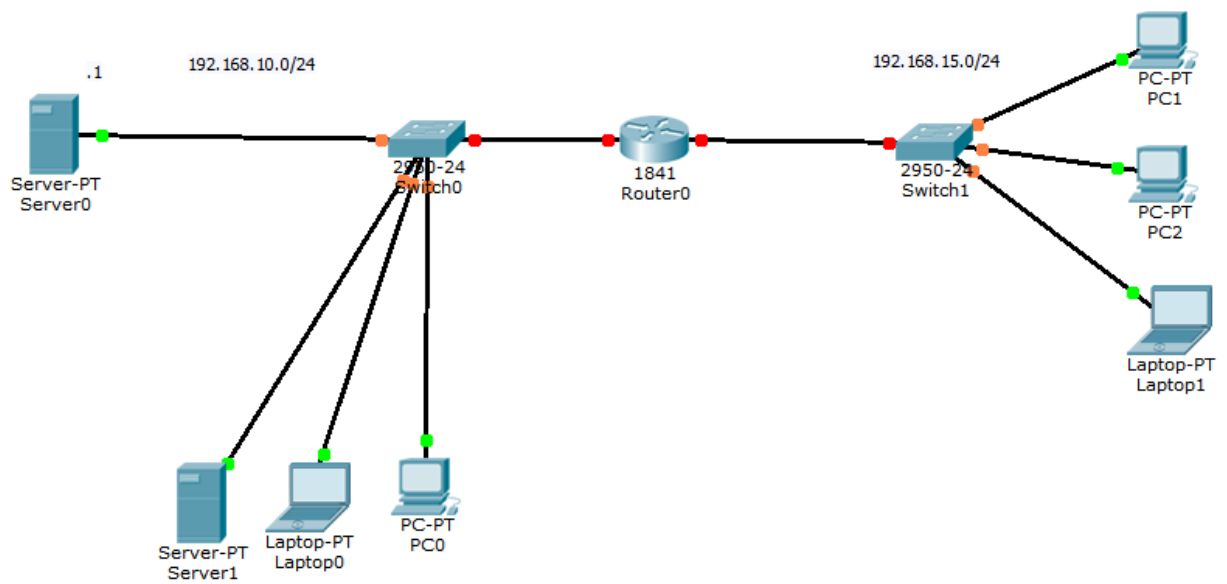 .1
192.168.10.0/24
192.168.15.0/24
PC-PT
PC1
Server-PT
Server0
2950-24
Switch0
1841
Router0
2950-24
Switch1
PC-PT
PC2
Laptop-PT
Laptop1
Server-PT
Server1
Laptop-PT
Laptop0
PC-PT
PC0